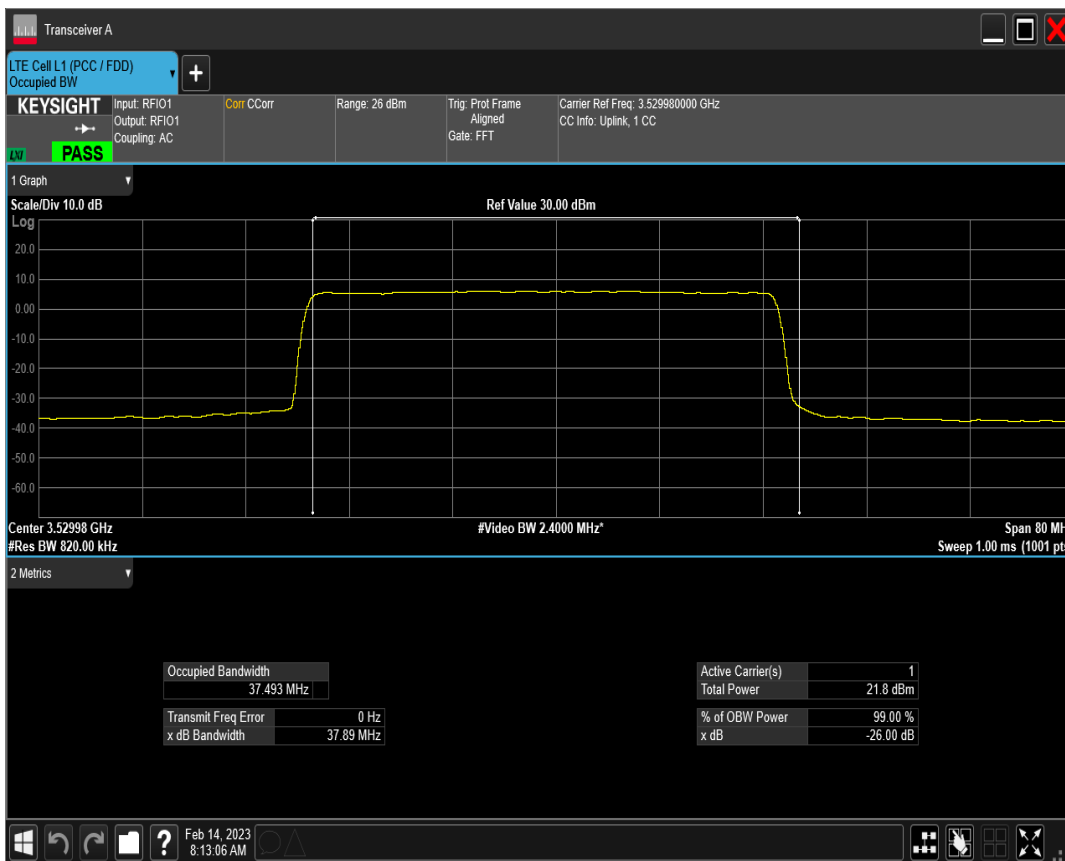 Transceiver A
LTE Cell L1 (PCC / FDD)
Occupied BW
+
KEYSIGHT
LXI
PASS
Input: RFIO1
Output: RFIO1
Coupling: AC
Corr CCorr
Range: 26 dBm
Trig: Prot Frame
Aligned
Gate: FFT
Carrier Ref Freq: 3.529980000 GHz
CC Info: Uplink, 1 CC
1 Graph
Scale/Div 10.0 dB
Ref Value 30.00 dBm
Log
20.0
10.0
0.00
-10.0
-20.0
-30.0
-40.0
-50.0
-60.0
Center 3.52998 GHz
#Video BW 2.4000 MHz*
Span 80 MH
#Res BW 820.00 kHz
Sweep 1.00 ms (1001 pts
2 Metrics
Occupied Bandwidth
37.493 MHz
Transmit Freq Error 0 Hz
x dB Bandwidth 37.89 MHz
Active Carrier(s) 1
Total Power 21.8 dBm
% of OBW Power 99.00 %
x dB -26.00 dB
?
Feb 14, 2023
8:13:06 AM